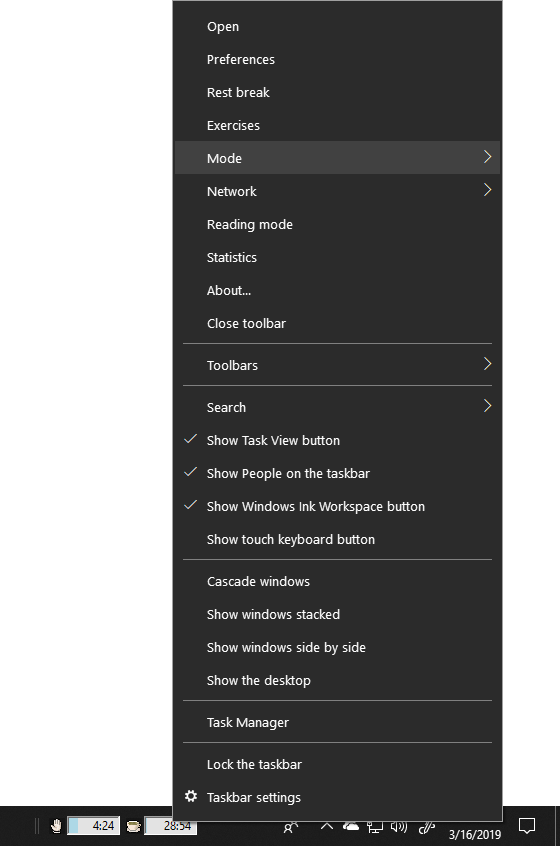 Open
Preferences
Rest break
Exercises
Mode
Network
Reading mode
Statistics
About...
Close toolbar
Toolbars
Search
Show Task View button
Show People on the taskbar
Show Windows Ink Workspace button
Show touch keyboard button
Cascade windows
Show windows stacked
Show windows side by side
Show the desktop
Task Manager
Lock the taskbar
Taskbar settings
4:24 28:54
3/16/2019